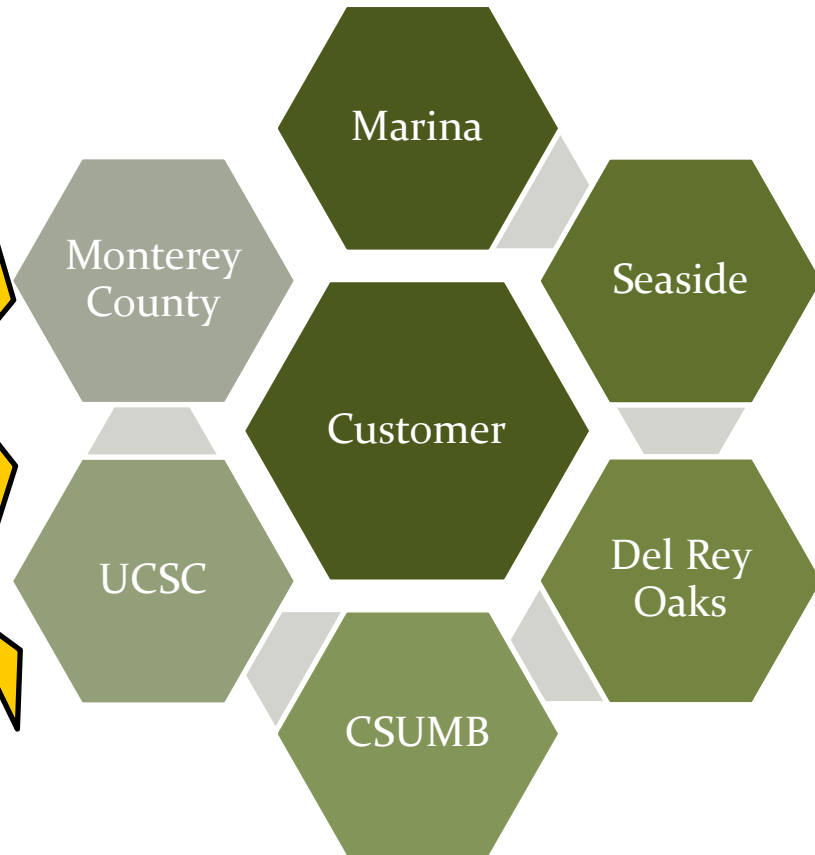 Marina
Monterey
County
Seaside
Customer
UCSC
Del Rey
Oaks
CSUMB